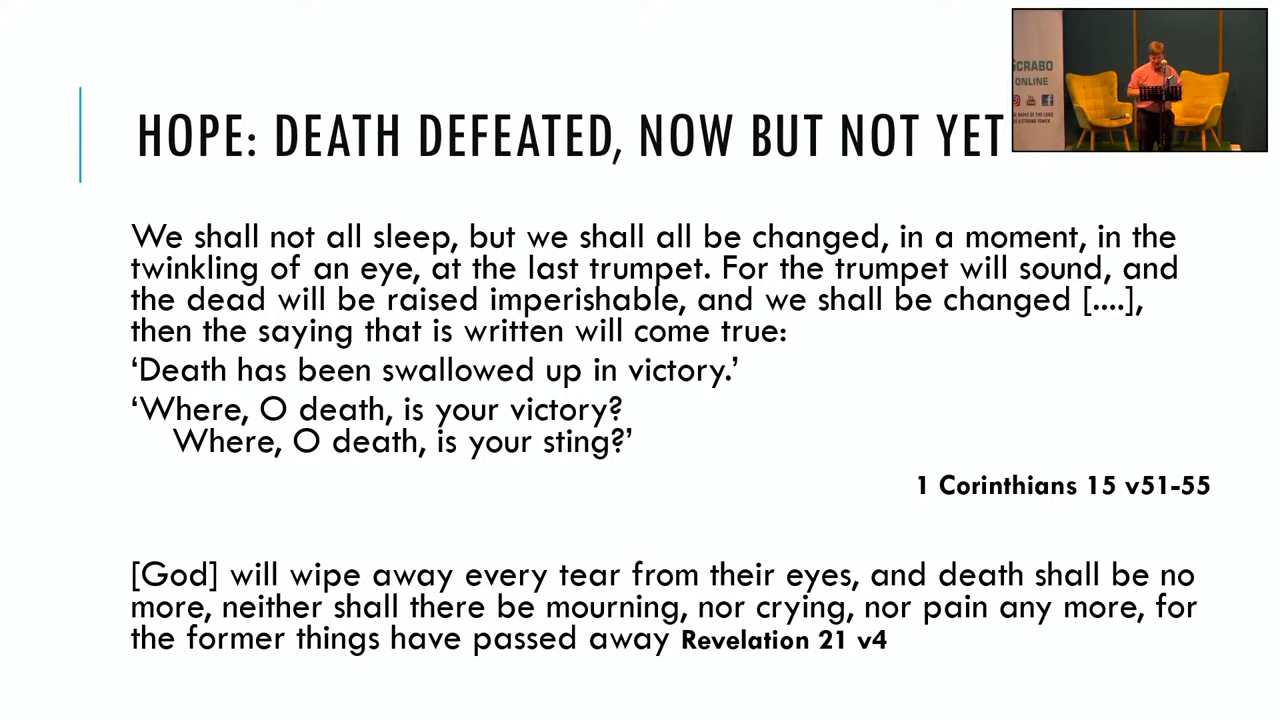 HOPE: DEATH DEFEATED, NOW BUT NOT YET
SCRABO
ONLINE
We shall not all sleep, but we shall all be changed, in a moment, in the
twinkling of an eye, at the last trumpet. For the trumpet will sound, and
the dead will be raised imperishable, and we shall be changed [....],
then the saying that is written will come true:
‘Death has been swallowed up in victory.’
‘Where, O death, is your victory?
Where, O death, is your sting?’
1 Corinthians 15 v51-55
[God] will wipe away every tear from their eyes, and death shall be no
more, neither shall there be mourning, nor crying, nor pain any more, for
the former things have passed away Revelation 21 v4